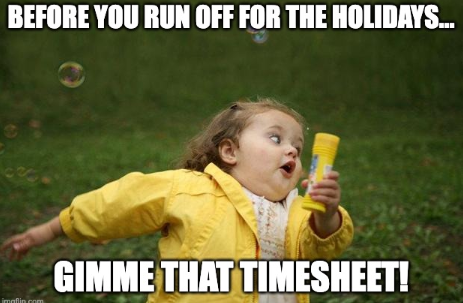 BEFORE YOU RUN OFF FOR THE HOLIDAYS...
GIMME THAT TIMESHEET!
imgflip.com